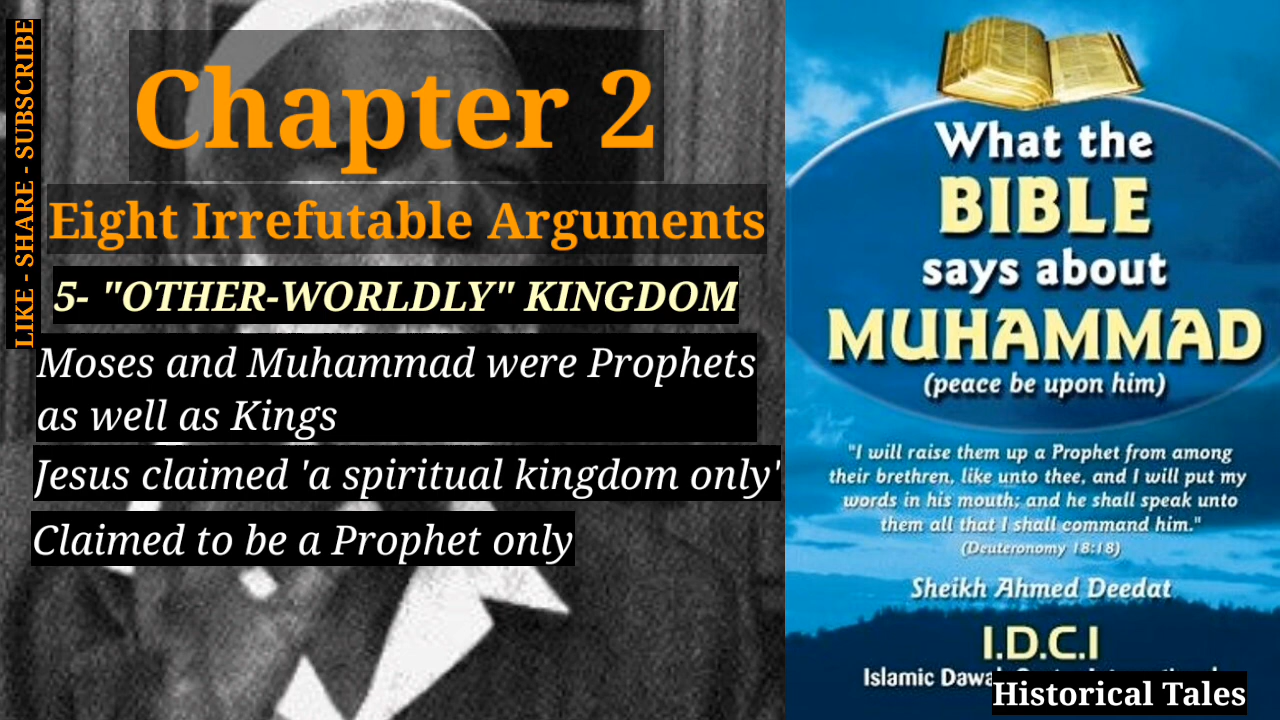 LIKE - SHARE - SUBSCRIBE
Chapter 2
Eight Irrefutable Arguments
5- "OTHER-WORLDLY" KINGDOM
Moses and Muhammad were Prophets
as well as Kings
Jesus claimed 'a spiritual kingdom only'
Claimed to be a Prophet only
What the
BIBLE
says about
MUHAMMAD
(peace be upon him)
"I will raise them up a Prophet from among
their brethren, like unto thee, and I will put my
words in his mouth; and he shall speak unto
them all that I shall command him."
(Deuteronomy 18:18)
Sheikh Ahmed Deedat
I.D.C.I
Islamic
Historical Tales